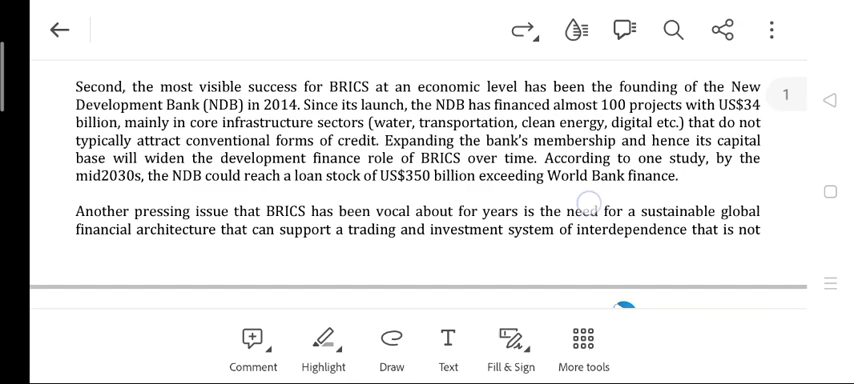 Second, the most visible success for BRICS at an economic level has been the founding of the New
Development Bank (NDB) in 2014. Since its launch, the NDB has financed almost 100 projects with US$34
billion, mainly in core infrastructure sectors (water, transportation, clean energy, digital etc.) that do not
typically attract conventional forms of credit. Expanding the bank's membership and hence its capital
base will widen the development finance role of BRICS over time. According to one study, by the
mid2030s, the NDB could reach a loan stock of US$350 billion exceeding World Bank finance.
1
Another pressing issue that BRICS has been vocal about for years is the need for a sustainable global
financial architecture that can support a trading and investment system of interdependence that is not
Comment
Highlight
Draw
Text
Fill & Sign
More tools